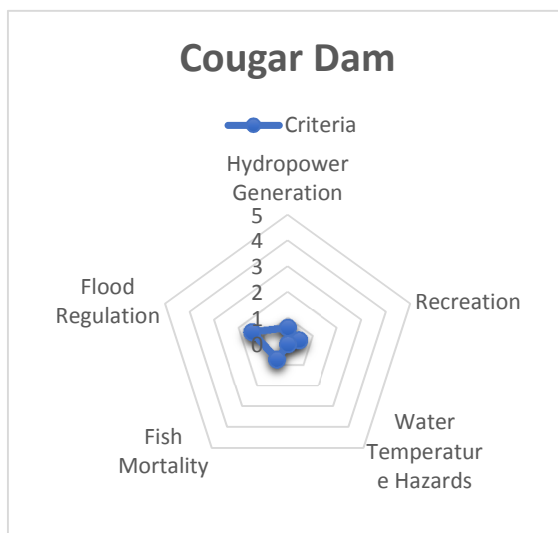 Cougar Dam
Criteria
Hydropower
Generation
5
4
3
2
1
0
Recreation
Flood
Regulation
Water
Temperatur
e Hazards
Fish
Mortality